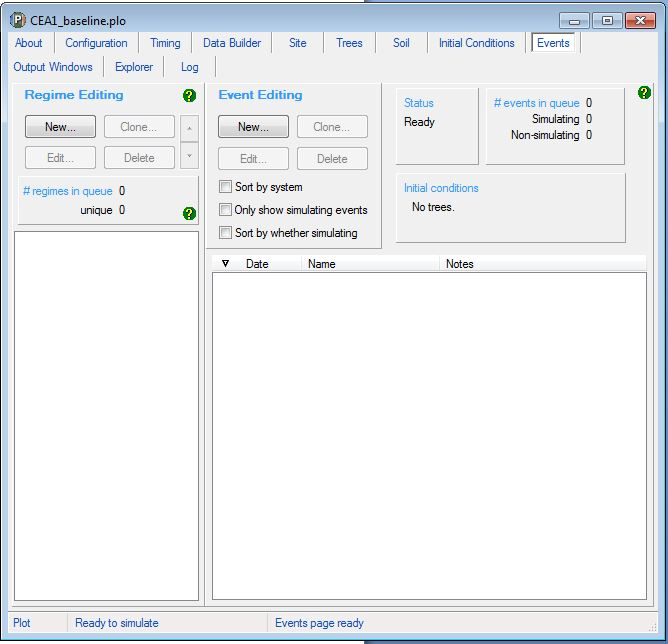 CEA1_baseline.plo
About Configuration Timing Data Builder Site Trees Soil Initial Conditions Events
Output Windows Explorer Log
Regime Editing ?
New... Clone...
Edit... Delete
# regimes in queue 0
unique 0 ?
Event Editing
New... Clone...
Edit... Delete
Sort by system
Only show simulating events
Sort by whether simulating
Status
Ready
# events in queue 0
Simulating 0
Non-simulating 0
?
Initial conditions
No trees.
Date Name Notes
Plot Ready to simulate Events page ready